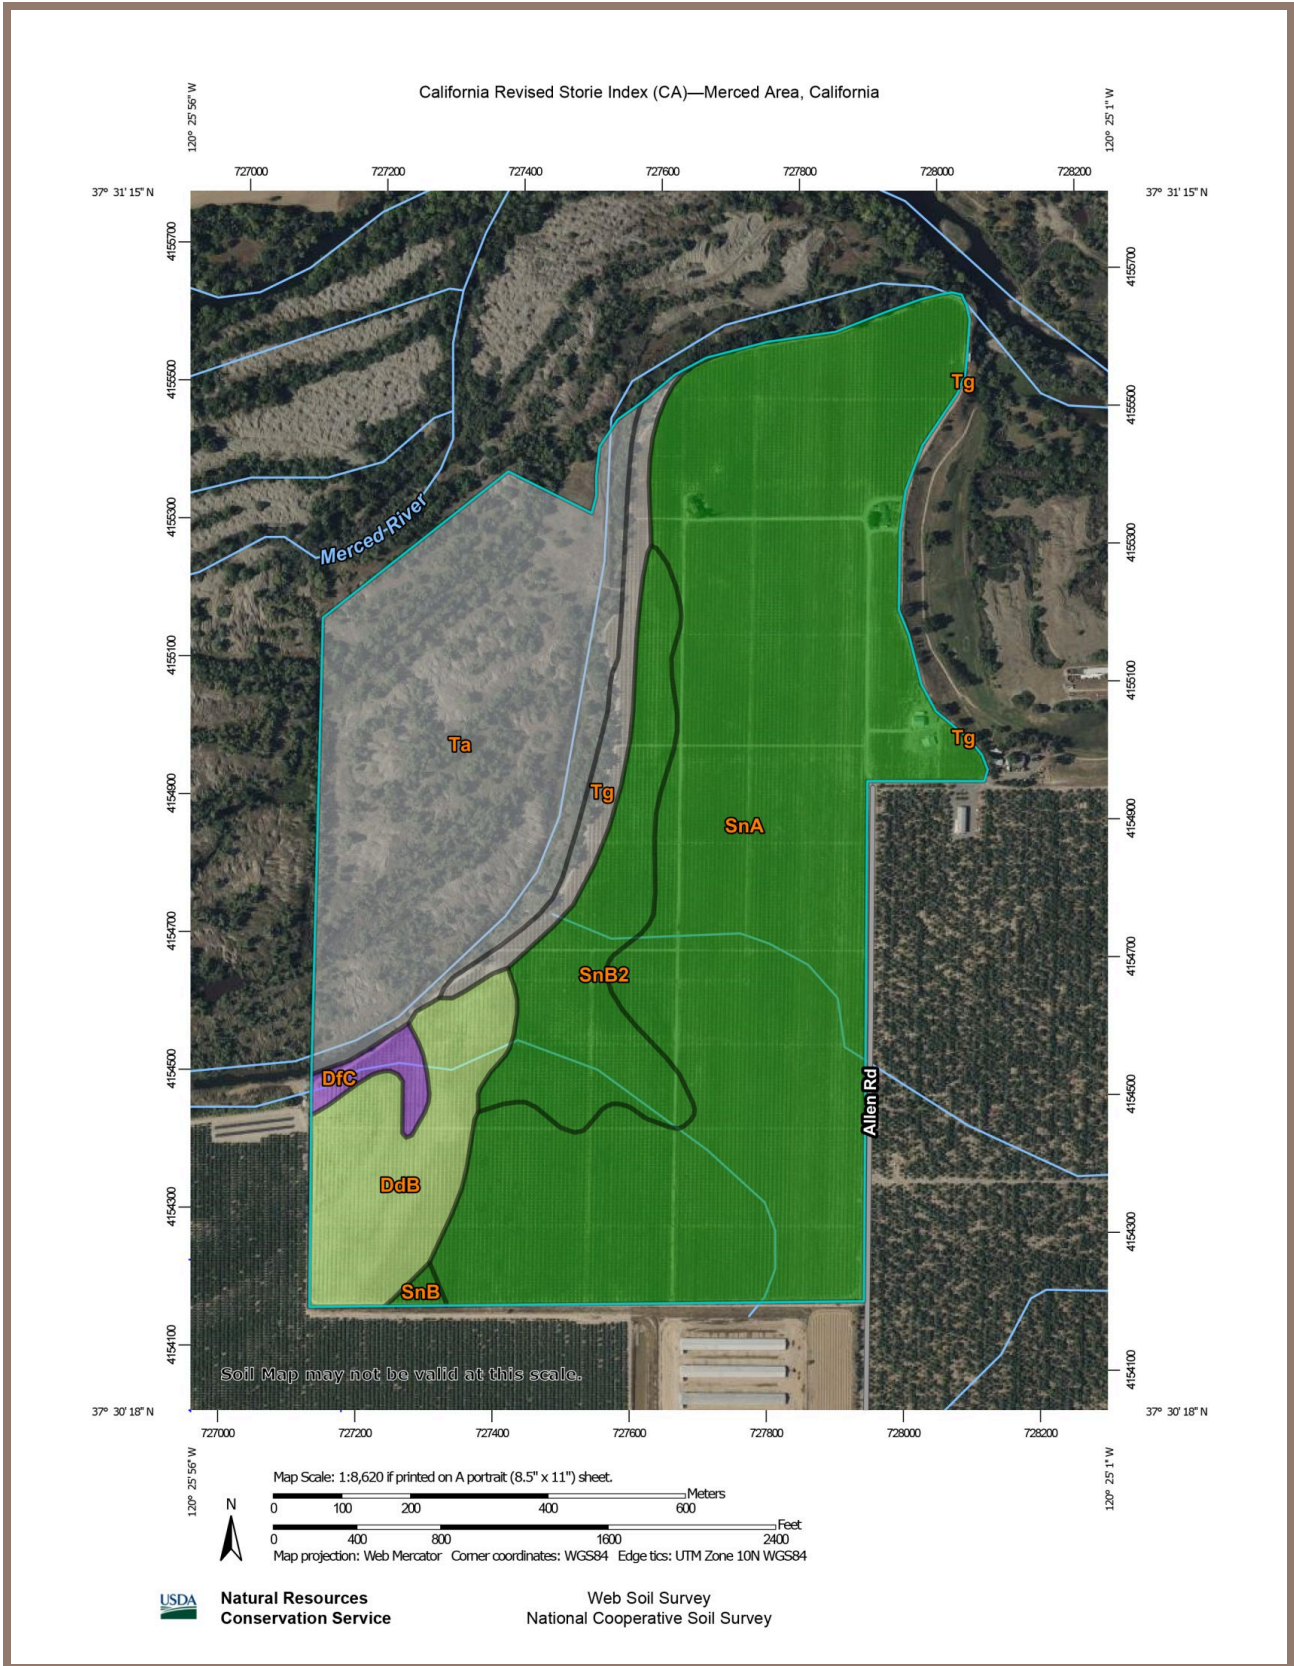 California Revised Storie Index (CA)—Merced Area, California
120° 25' 56" W
120° 25' 1" W
727000 727200 727400 727600 727800 728000 728200
37° 31' 15" N
37° 31' 15" N
4155700
4155700
4155500
4155500
Tg
4155300
4155300
Merced River
4155100
4155100
Ta
Tg
4154900
Tg
4154900
SnA
4154700
4154700
SnB2
4154500
4154500
DfC
Allen Rd
DdB
4154300
4154300
SnB
4154100
4154100
Soil Map may not be valid at this scale.
37° 30' 18" N
37° 30' 18" N
727000 727200 727400 727600 727800 728000 728200
120° 25' 56" W
120° 25' 1" W
Map Scale: 1:8,620 if printed on A portrait (8.5" x 11") sheet.
N
Meters
0 100 200 400 600
Feet
0 400 800 1600 2400
Map projection: Web Mercator Corner coordinates: WGS84 Edge tics: UTM Zone 10N WGS84
USDA
Natural Resources
Conservation Service
Web Soil Survey
National Cooperative Soil Survey